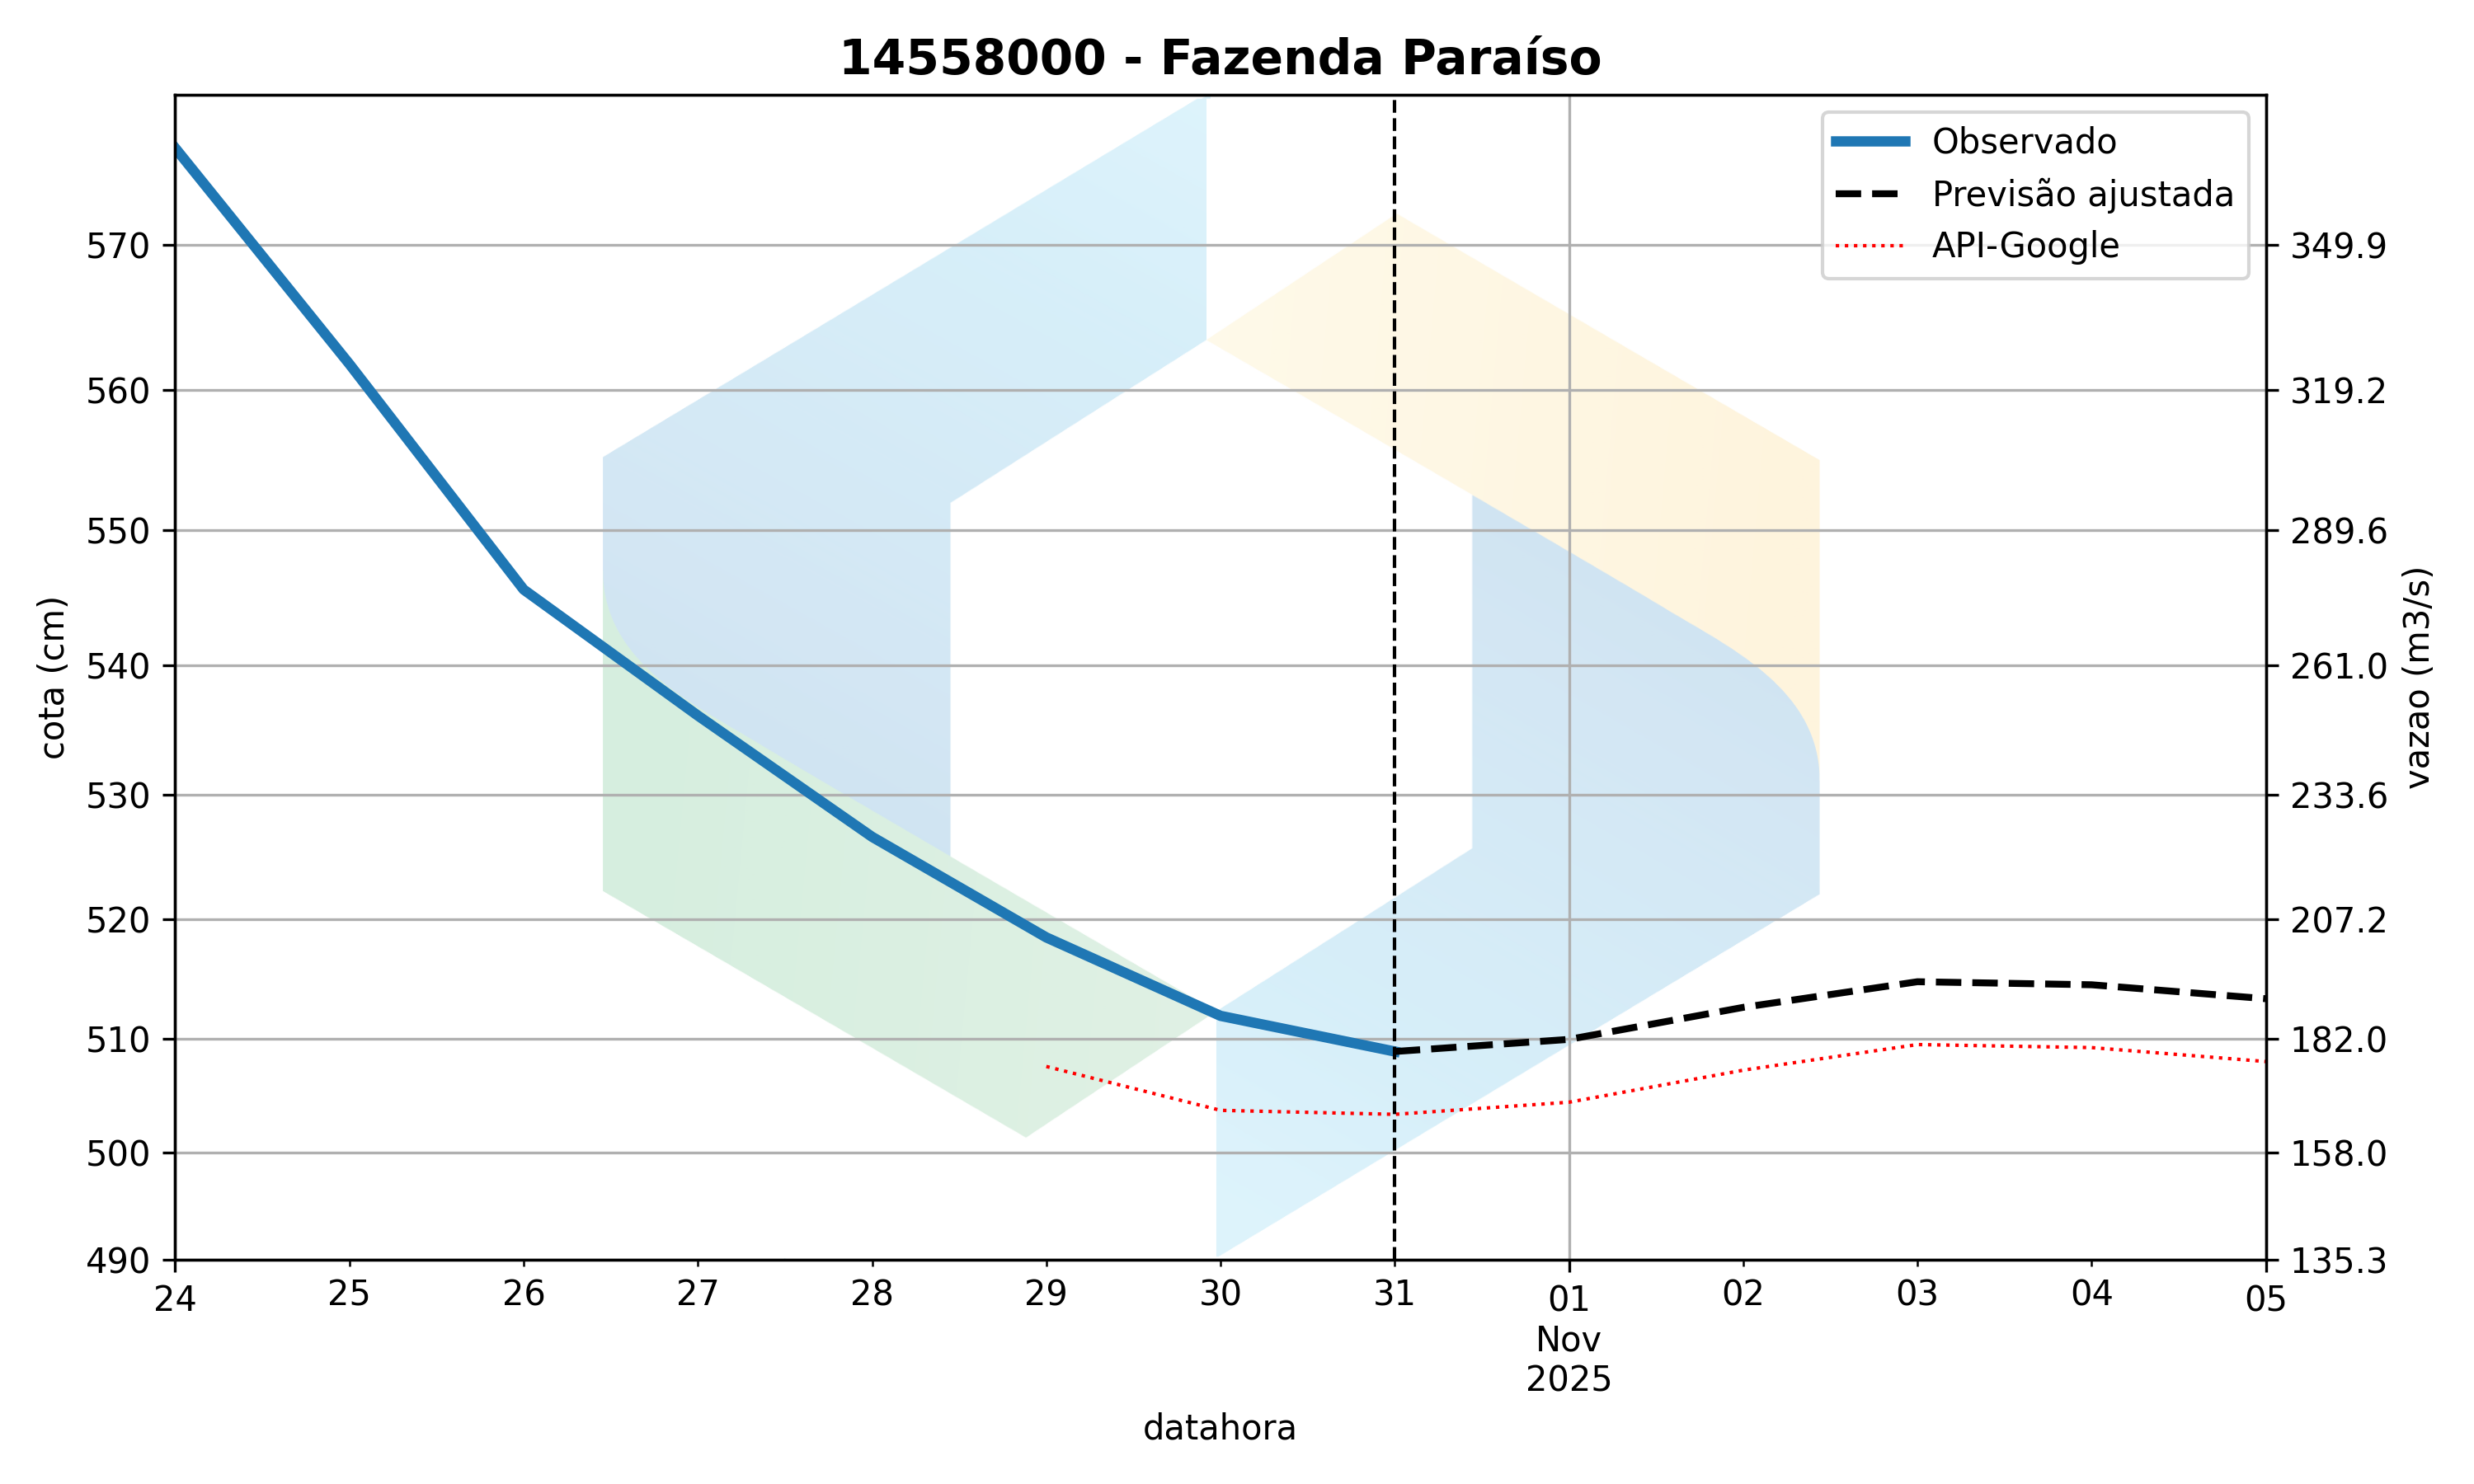 14558000 - Fazenda Paraíso
Observado
Previsão ajustada
API-Google
570
560
550
540
530
520
510
500
490
cota (cm)
349.9
319.2
289.6
261.0
233.6
207.2
182.0
158.0
135.3
vazao (m3/s)
24 25 26 27 28 29 30 31 01 02 03 04 05
Nov
2025
datahora